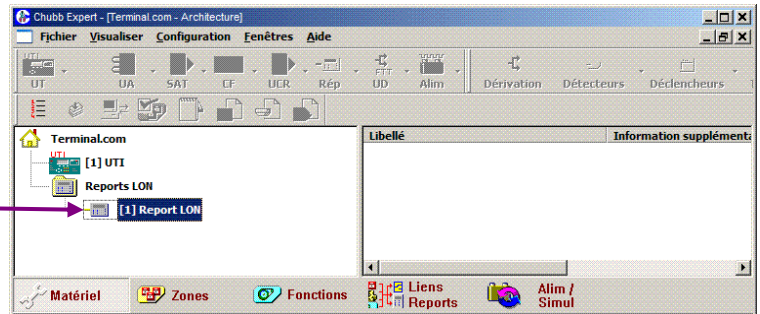 Chubb Expert - [Terminal.com - Architecture]
Fichier Visualiser Configuration Fenêtres Aide
UTI
UT UA SAT CF UCR Rép UD Alim Dérivation Détecteurs Déclencheurs
FTT
Terminal.com
UTI
[1] UTI
Reports LON
[1] Report LON
Libellé Information supplémenta
Matériel Zones Fonctions Liens Reports Alim / Simul